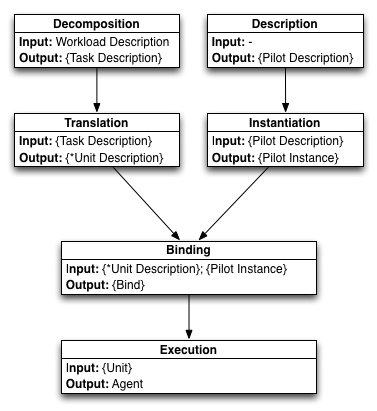 Decomposition
Input: Workload Description
Output: {Task Description}
Description
Input: -
Output: {Pilot Description}
Translation
Input: {Task Description}
Output: {*Unit Description}
Instantiation
Input: {Pilot Description}
Output: {Pilot Instance}
Binding
Input: {*Unit Description}; {Pilot Instance}
Output: {Bind}
Execution
Input: {Unit}
Output: Agent